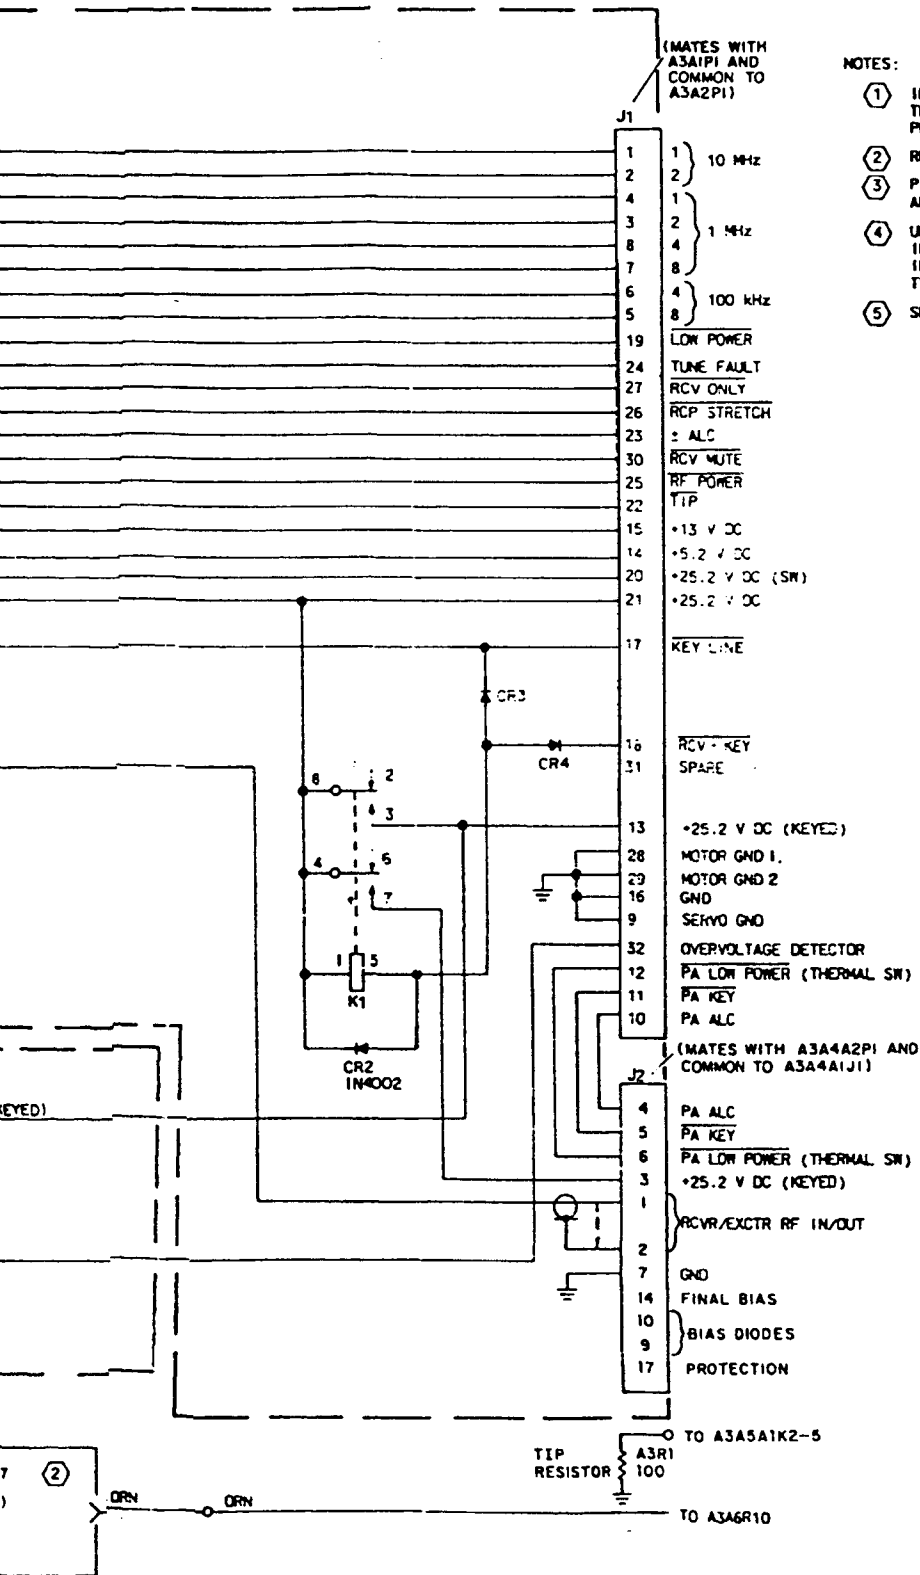 (MATES WITH
A3A1P1 AND
COMMON TO
A3A2P1)
NOTES:
1
2
3
4
5
J1
1 1 10 MHz
2 2
4 1
3 2 1 MHz
8 4
7 8
6 4 100 kHz
5 8
19 LOW POWER
24 TUNE FAULT
27 RCV ONLY
26 RCP STRETCH
23 ± ALC
30 RCV MUTE
25 RF POWER
22 TIP
15 +13 V DC
14 +5.2 V DC
20 +25.2 V DC (SW)
21 +25.2 V DC
17 KEY LINE
CR3
18 RCV · KEY
CR4
31 SPARE
8 2
3
13 +25.2 V DC (KEYED)
28 MOTOR GND 1.
4 6
29 MOTOR GND 2
16 GND
7
9 SERVO GND
32 OVERVOLTAGE DETECTOR
1 5
12 PA LOW POWER (THERMAL SW)
K1
11 PA KEY
10 PA ALC
(MATES WITH A3A4A2P1 AND
COMMON TO A3A4A1J1)
CR2
1N4002
J2
KEYED)
4 PA ALC
5 PA KEY
6 PA LOW POWER (THERMAL SW)
3 +25.2 V DC (KEYED)
1
RCVR/EXCTR RF IN/OUT
2
7 GND
14 FINAL BIAS
10
BIAS DIODES
9
17 PROTECTION
TO A3A5A1K2-5
TIP
RESISTOR
A3R1
100
7 2
)
ORN ORN
TO A3A6R10